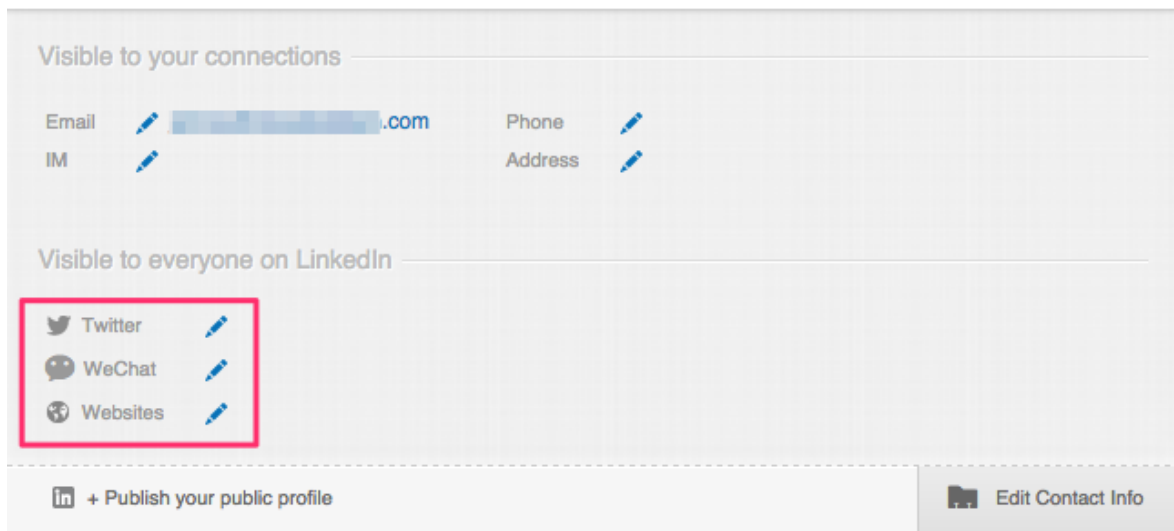 Visible to your connections
Email .com Phone
IM Address
Visible to everyone on LinkedIn
Twitter
WeChat
Websites
in + Publish your public profile Edit Contact Info